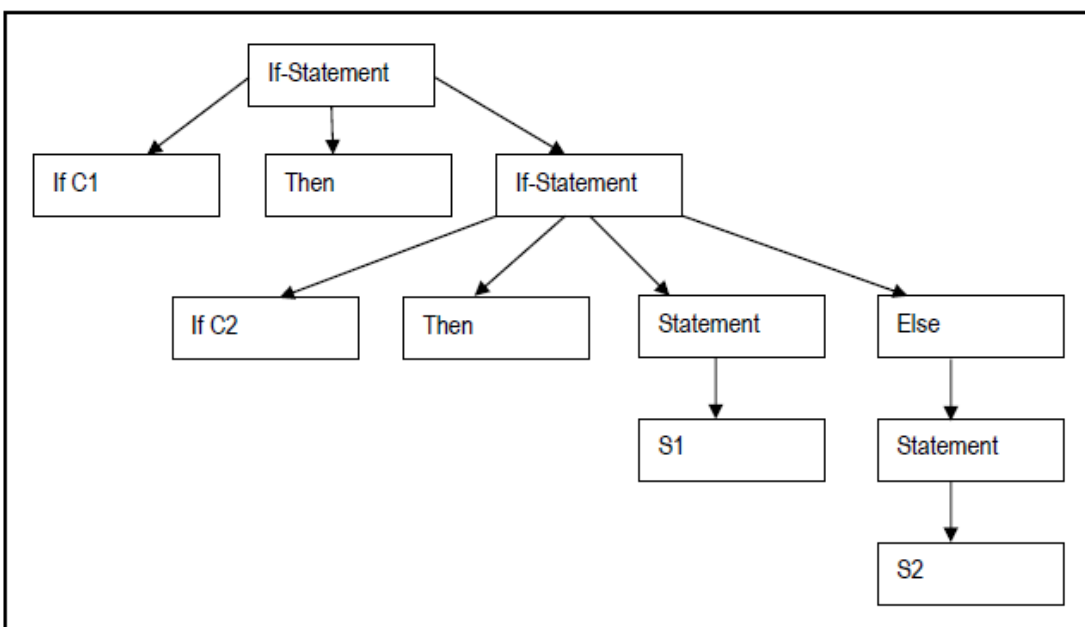 If-Statement
If C1
Then
If-Statement
If C2
Then
Statement
Else
S1
Statement
S2